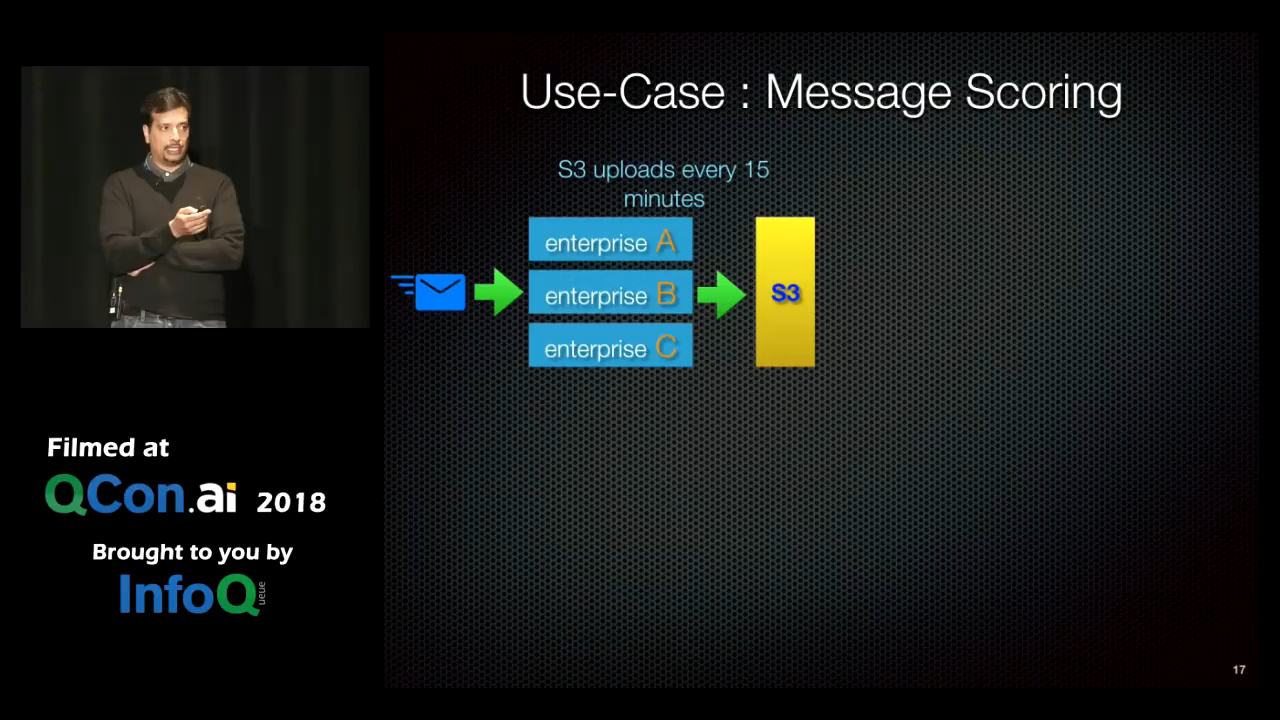 Use-Case : Message Scoring
S3 uploads every 15
minutes
enterprise A
enterprise B
enterprise C
S3
Filmed at
QCon.ai 2018
Brought to you by
InfoQueue
17